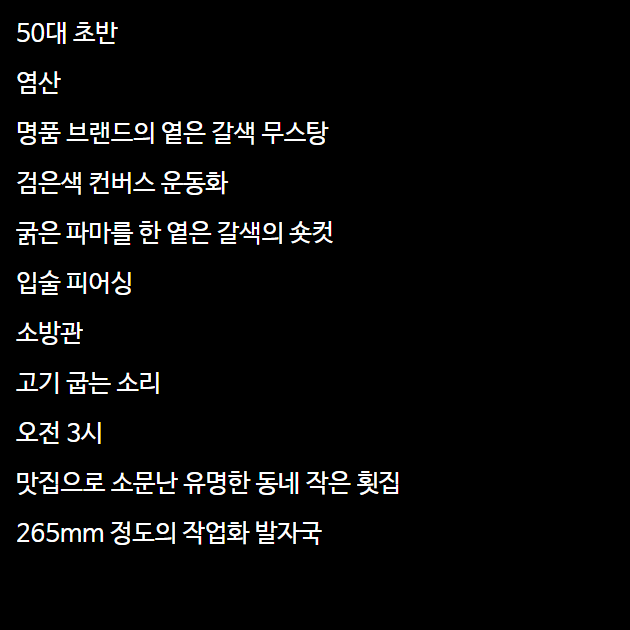 50대 초반
염산
명품 브랜드의 옅은 갈색 무스탕
검은색 컨버스 운동화
굵은 파마를 한 옅은 갈색의 숏컷
입술 피어싱
소방관
고기 굽는 소리
오전 3시
맛집으로 소문난 유명한 동네 작은 횟집
265mm 정도의 작업화 발자국